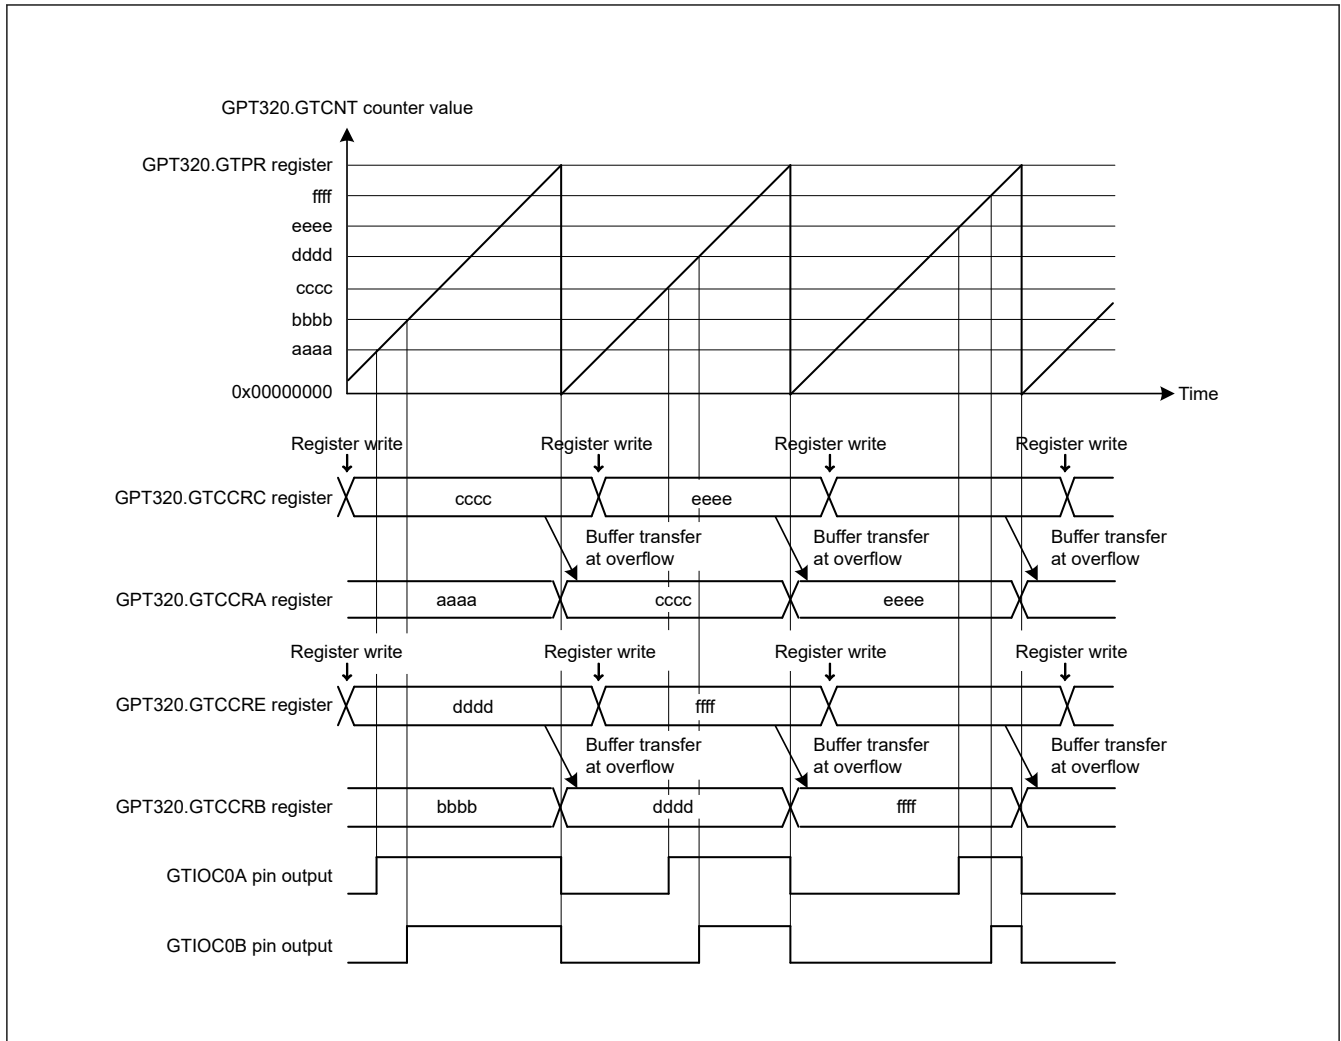 GPT320.GTCNT counter value
GPT320.GTPR register
ffff
eeee
dddd
cccc
bbbb
aaaa
0x00000000
Time
Register write Register write Register write Register write
GPT320.GTCCRC register cccc eeee
Buffer transfer Buffer transfer Buffer transfer
at overflow at overflow at overflow
GPT320.GTCCRA register aaaa cccc eeee
Register write Register write Register write Register write
GPT320.GTCCRE register dddd ffff
Buffer transfer Buffer transfer Buffer transfer
at overflow at overflow at overflow
GPT320.GTCCRB register bbbb dddd ffff
GTIOC0A pin output
GTIOC0B pin output